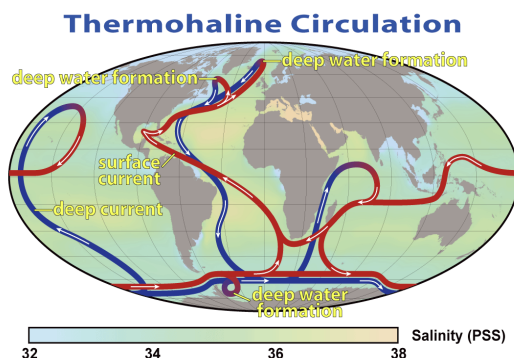 Thermohaline Circulation
deep water formation
deep water formation
surface
current
deep current
deep water
formation
Salinity (PSS)
32
34
36
38